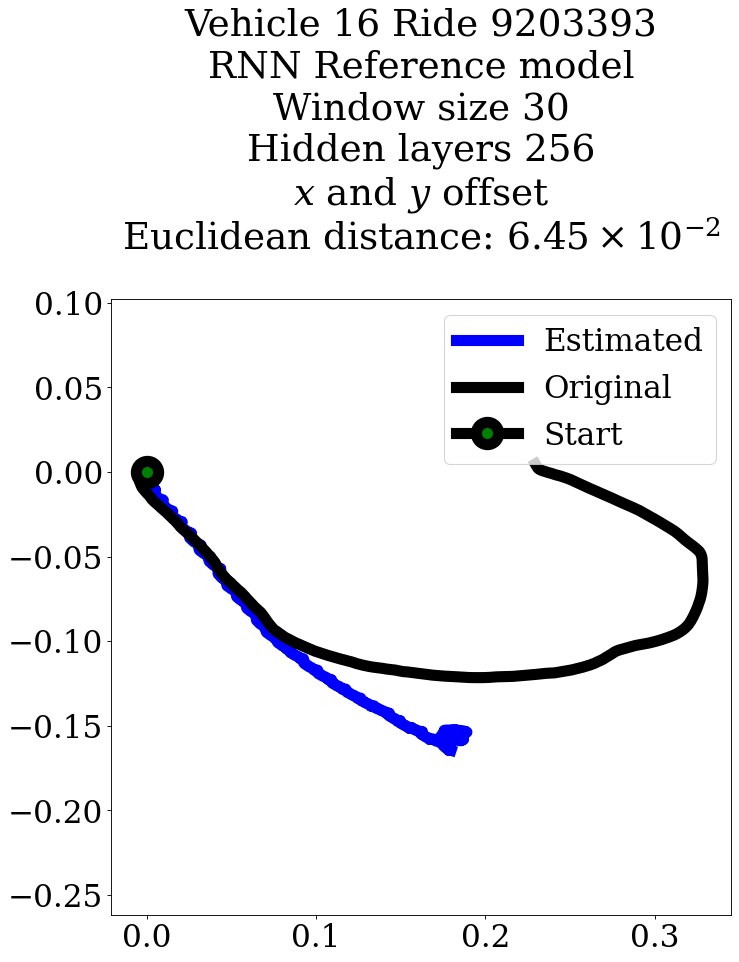 Vehicle 16 Ride 9203393
RNN Reference model
Window size 30
Hidden layers 256
x and y offset
Euclidean distance: 6.45 × 10⁻²
0.10
0.05
0.00
−0.05
−0.10
−0.15
−0.20
−0.25
Estimated
Original
Start
0.0 0.1 0.2 0.3